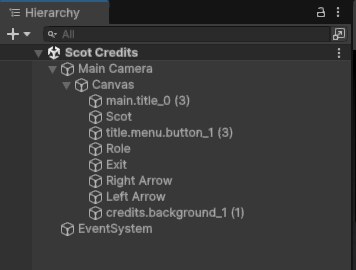 Hierarchy
All
Scot Credits
Main Camera
Canvas
main.title_0 (3)
Scot
title.menu.button_1 (3)
Role
Exit
Right Arrow
Left Arrow
credits.background_1 (1)
EventSystem